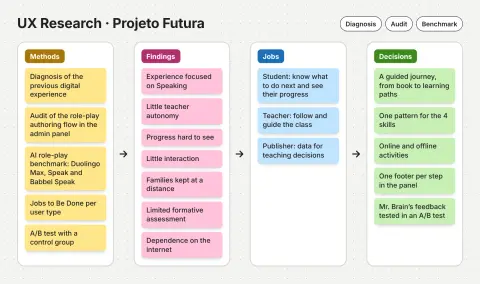 UX Research · Projeto Futura
Diagnosis
Audit
Benchmark
Methods
Diagnosis of the
previous digital
experience
Audit of the role-play
authoring flow in the
admin panel
AI role-play
benchmark: Duolingo
Max, Speak and
Babbel Speak
Jobs to Be Done per
user type
A/B test with a
control group
Findings
Experience focused
on Speaking
Little teacher
autonomy
Progress hard to see
Little interaction
Families kept at a
distance
Limited formative
assessment
Dependence on the
internet
Jobs
Student: know what
to do next and see
their progress
Teacher: follow and
guide the class
Publisher: data for
teaching decisions
Decisions
A guided journey,
from book to learning
paths
One pattern for the 4
skills
Online and offline
activities
One footer per step
in the panel
Mr. Brain's feedback
tested in an A/B test